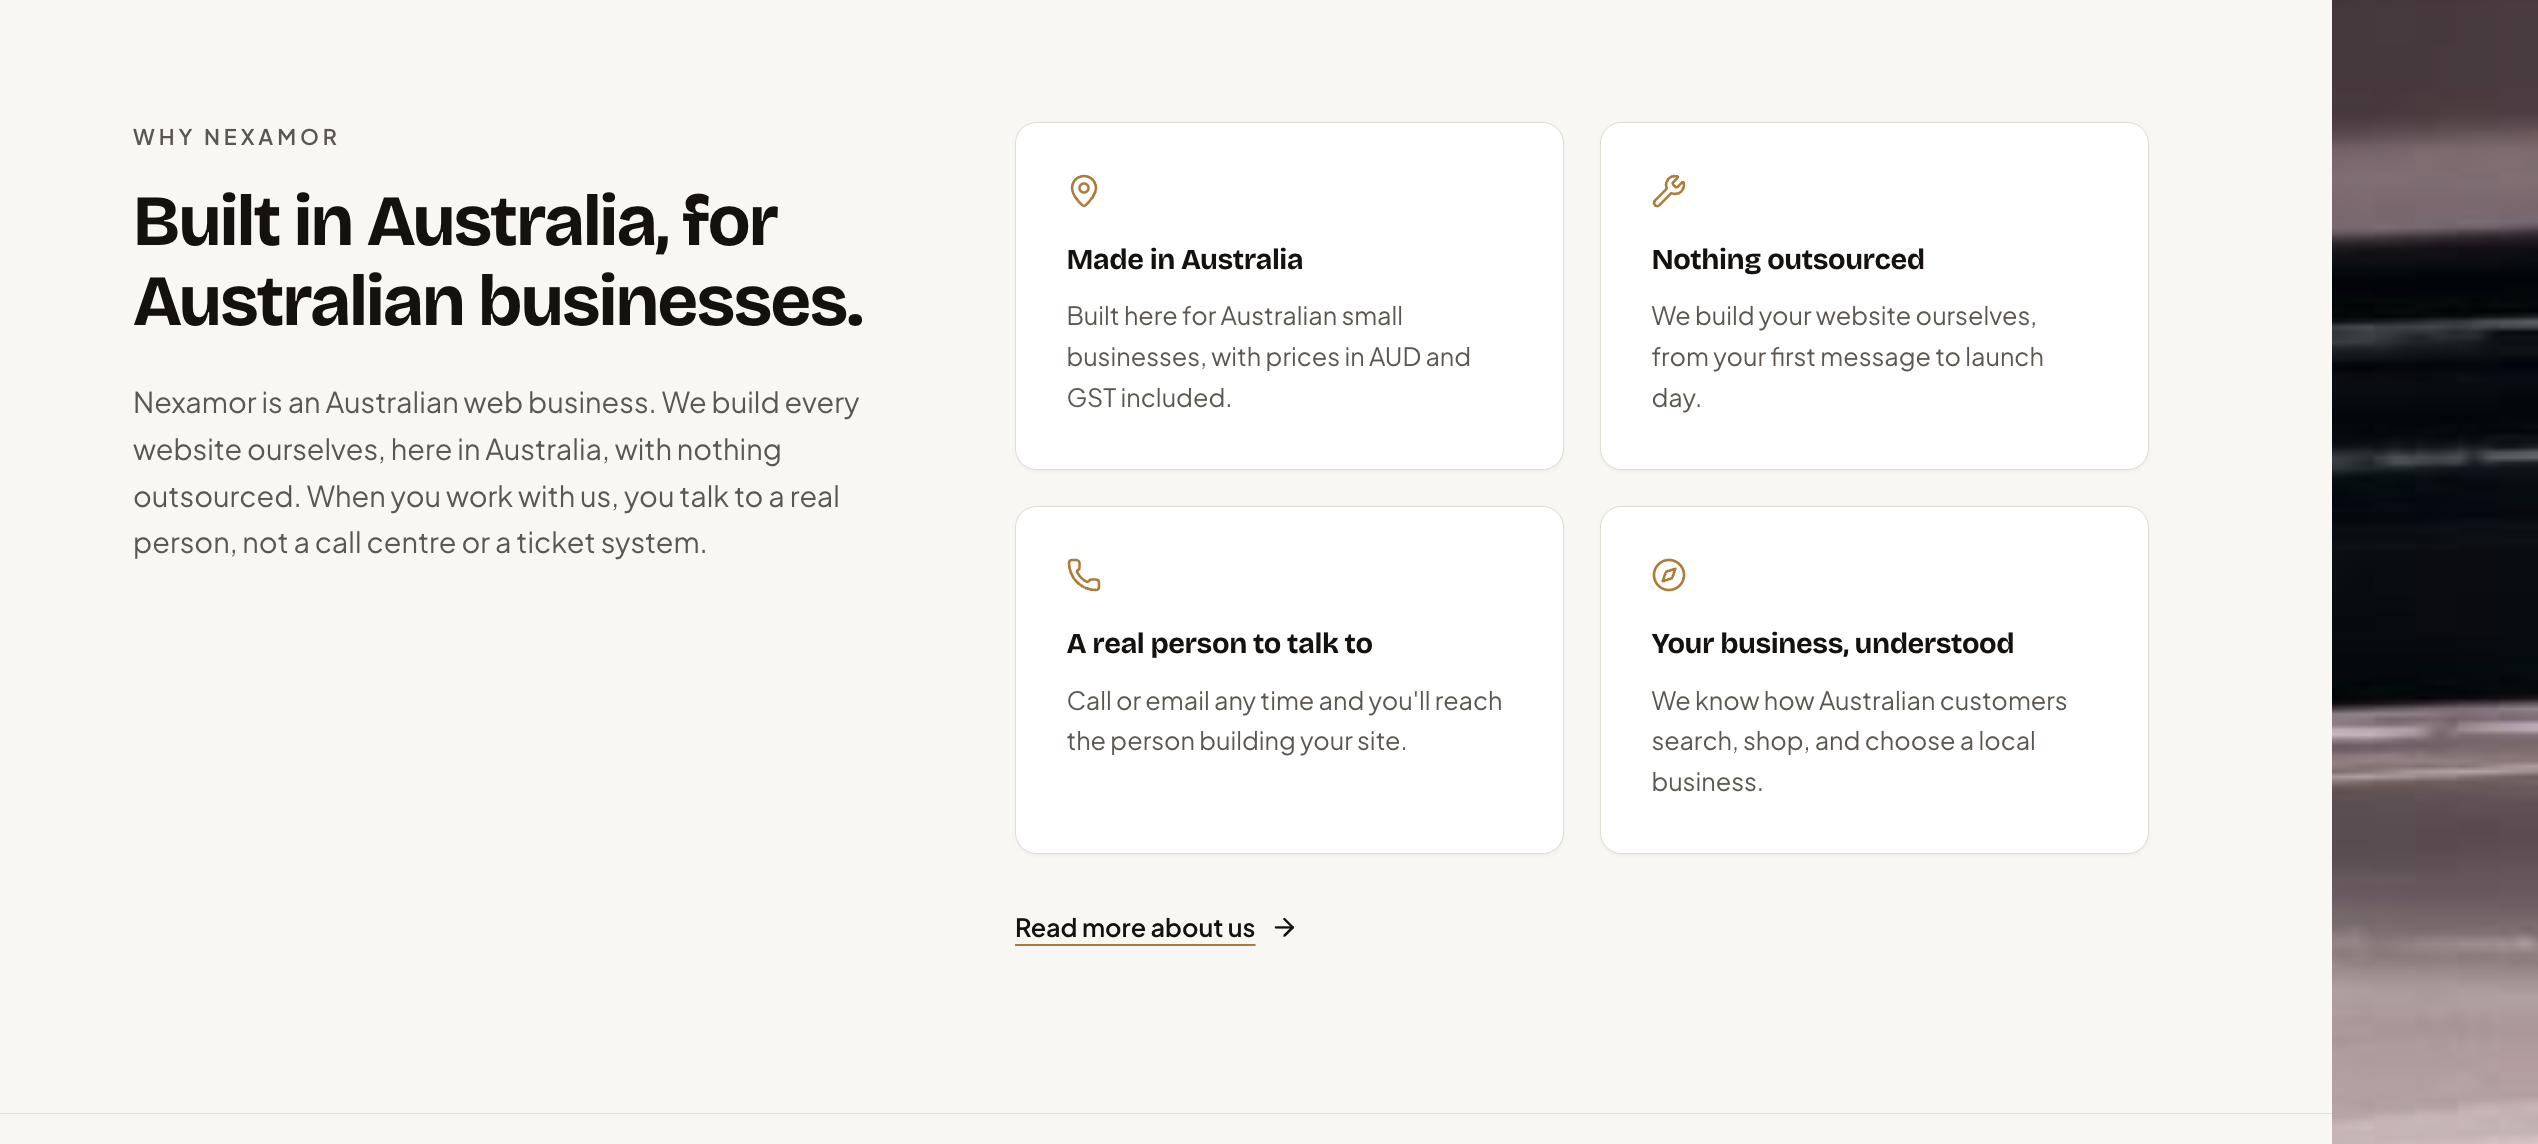 WHY NEXAMOR
Built in Australia, for
Australian businesses.
Nexamor is an Australian web business. We build every
website ourselves, here in Australia, with nothing
outsourced. When you work with us, you talk to a real
person, not a call centre or a ticket system.
Made in Australia
Built here for Australian small
businesses, with prices in AUD and
GST included.
Nothing outsourced
We build your website ourselves,
from your first message to launch
day.
A real person to talk to
Call or email any time and you'll reach
the person building your site.
Your business, understood
We know how Australian customers
search, shop, and choose a local
business.
Read more about us